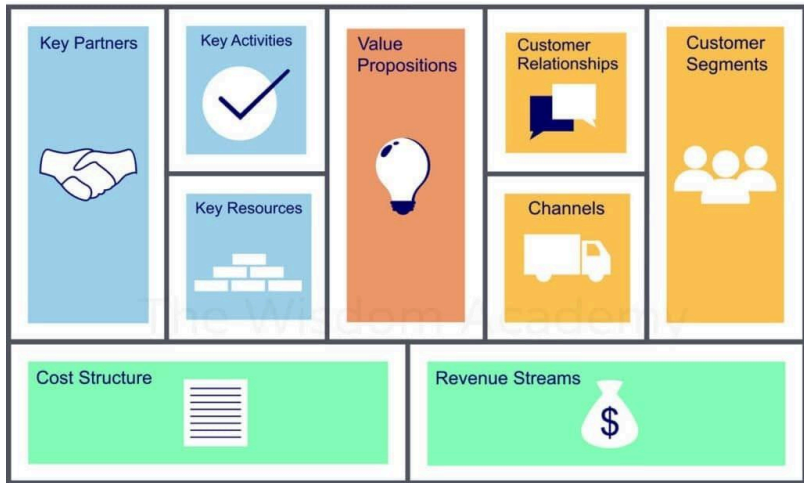 Key Partners
Key Activities
Key Resources
Value
Propositions
Customer
Relationships
Channels
Customer
Segments
The Wisdom Academy
Cost Structure
Revenue Streams
$